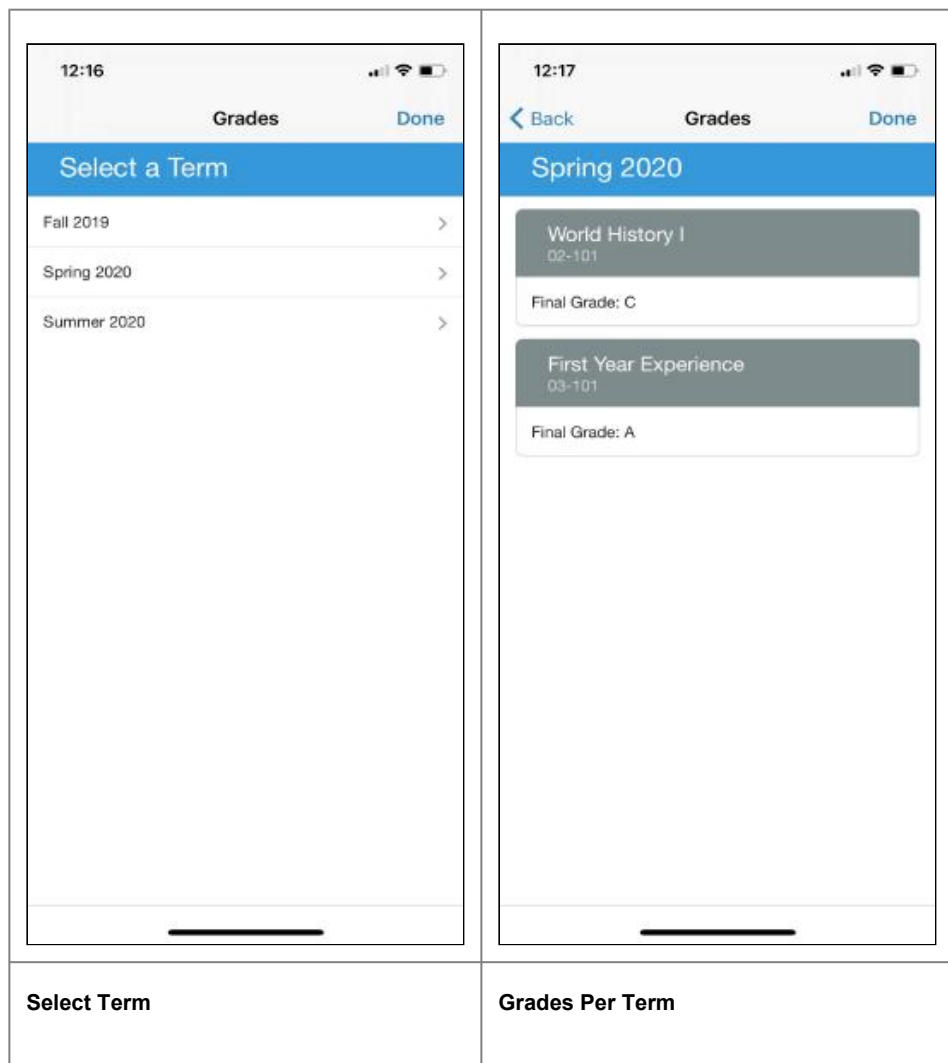 12:16
Grades
Done
Select a Term
Fall 2019
Spring 2020
Summer 2020
Select Term
12:17
Back
Grades
Done
Spring 2020
World History I
02-101
Final Grade: C
First Year Experience
03-101
Final Grade: A
Grades Per Term